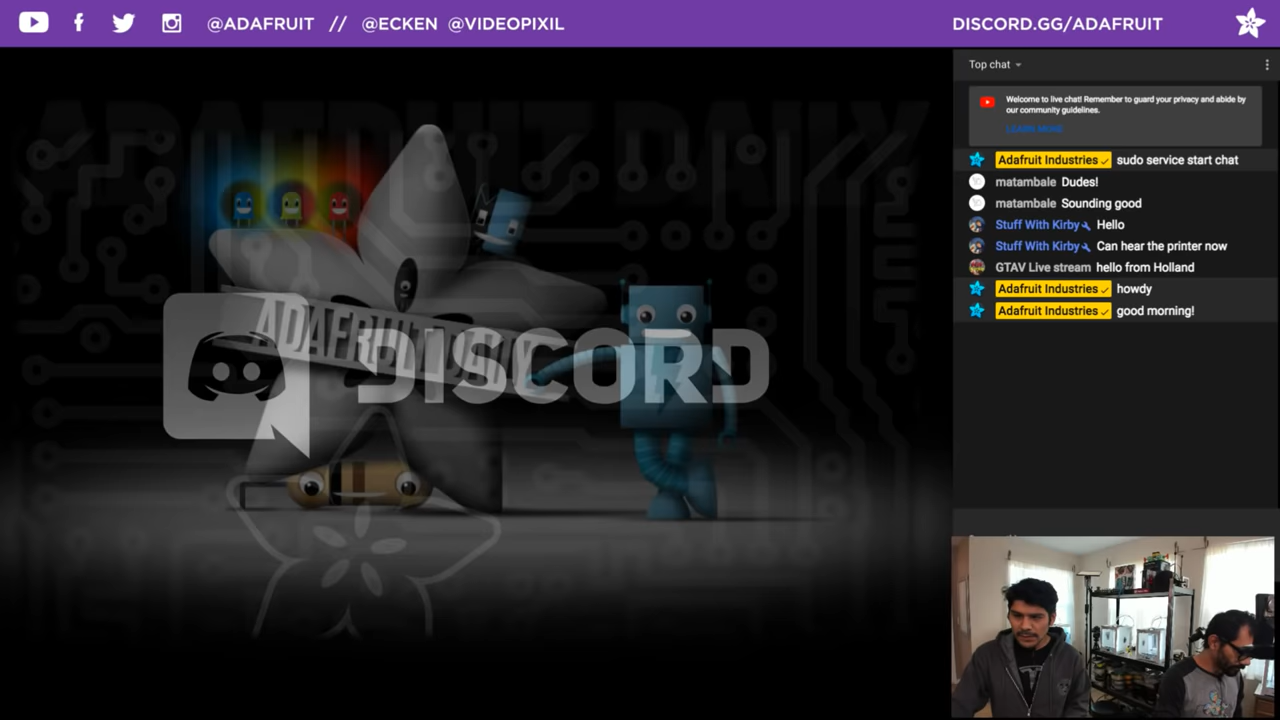 @ADAFRUIT // @ECKEN @VIDEOPIXIL
DISCORD.GG/ADAFRUIT
Top chat
Welcome to live chat! Remember to guard your privacy and abide by
our community guidelines.
LEARN MORE
Adafruit Industries sudo service start chat
matambale Dudes!
matambale Sounding good
Stuff With Kirby Hello
Stuff With Kirby Can hear the printer now
GTAV Live stream hello from Holland
Adafruit Industries howdy
Adafruit Industries good morning!
DISCORD